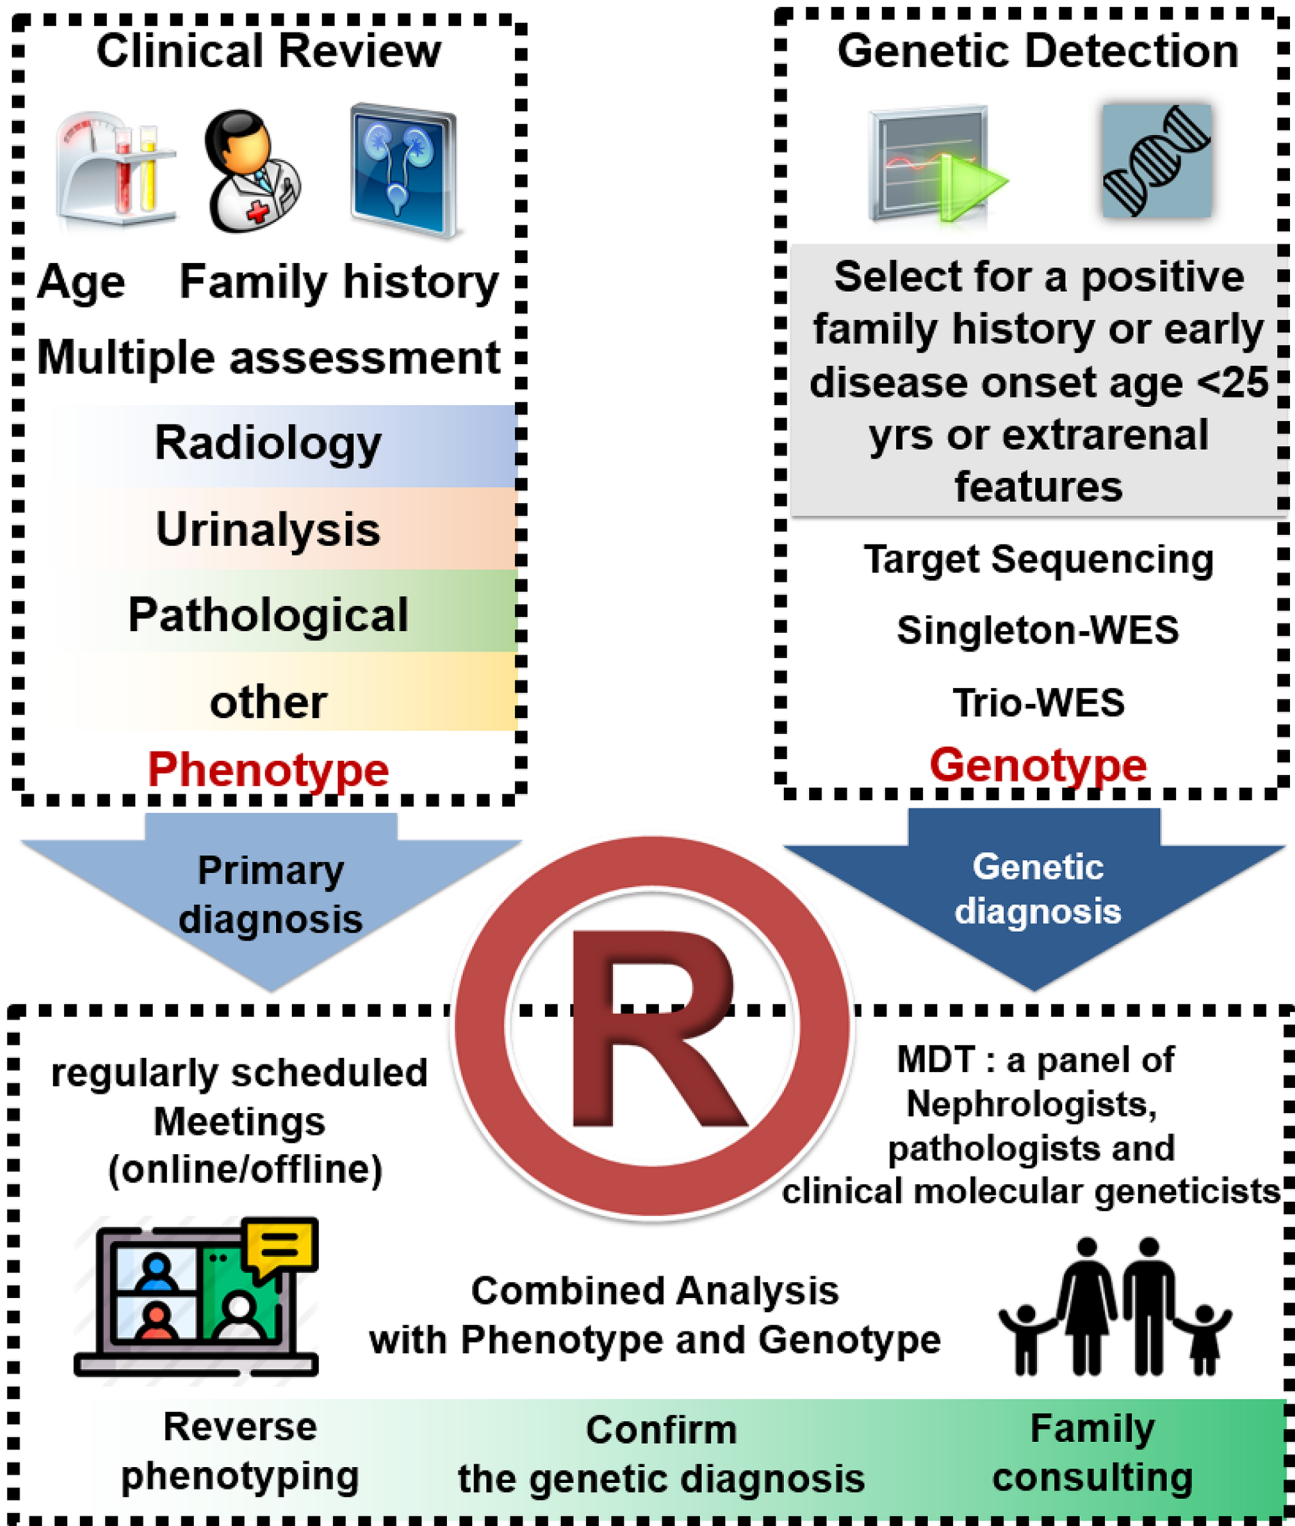 Clinical Review
Age Family history
Multiple assessment
Radiology
Urinalysis
Pathological
other
Phenotype
Primary
diagnosis
Genetic Detection
Select for a positive
family history or early
disease onset age <25
yrs or extrarenal
features
Target Sequencing
Singleton-WES
Trio-WES
Genotype
Genetic
diagnosis
R
regularly scheduled
Meetings
(online/offline)
MDT : a panel of
Nephrologists,
pathologists and
clinical molecular geneticists
Combined Analysis
with Phenotype and Genotype
Reverse
phenotyping
Confirm
the genetic diagnosis
Family
consulting